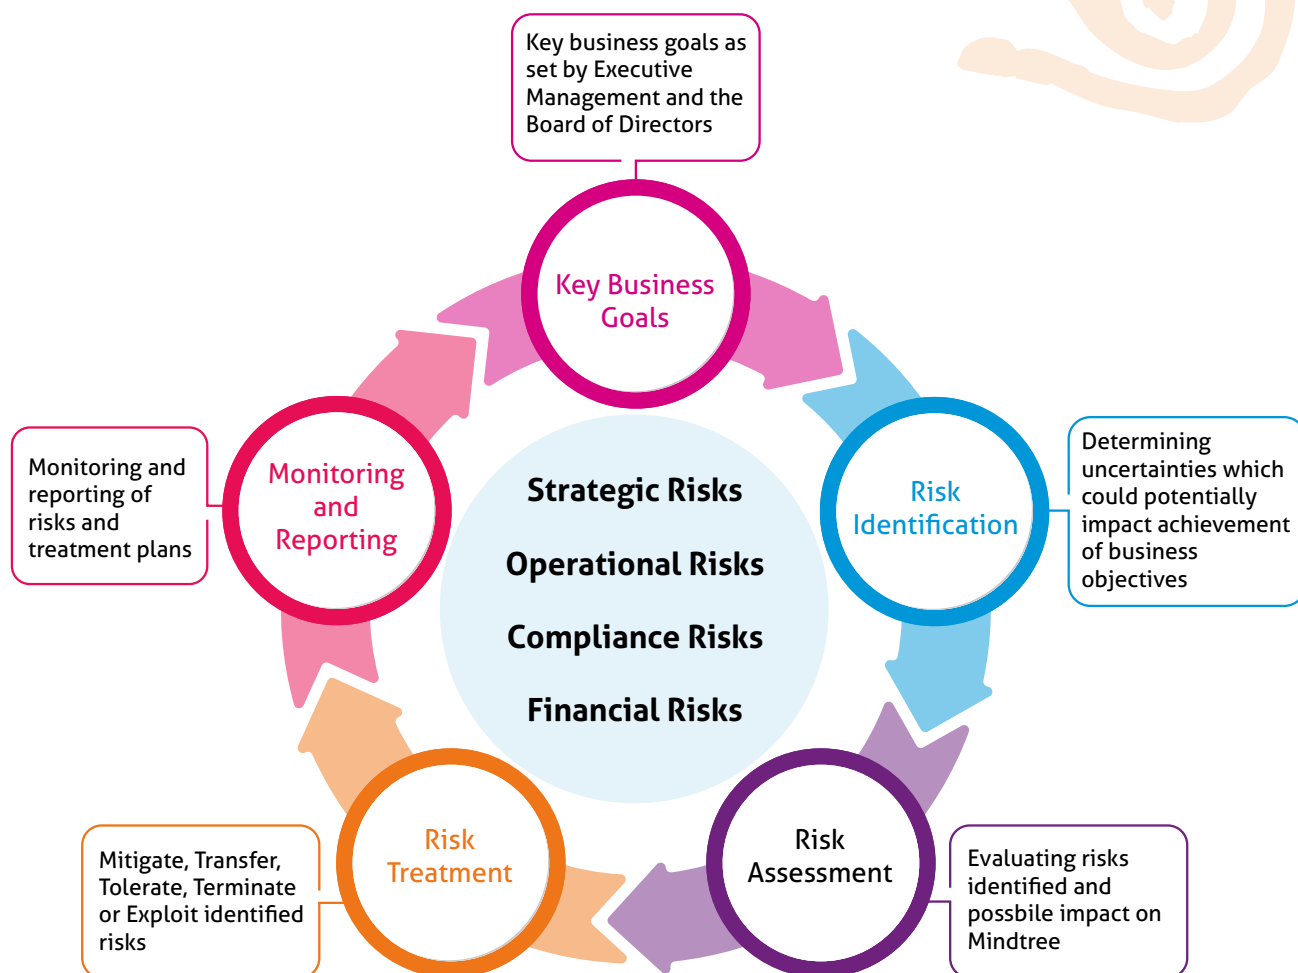 Key business goals as
set by Executive
Management and the
Board of Directors
Key Business
Goals
Monitoring and
reporting of
risks and
treatment plans
Monitoring
and
Reporting
Strategic Risks
Operational Risks
Compliance Risks
Financial Risks
Risk
Identification
Determining
uncertainties which
could potentially
impact achievement
of business
objectives
Mitigate, Transfer,
Tolerate, Terminate
or Exploit identified
risks
Risk
Treatment
Risk
Assessment
Evaluating risks
identified and
possbile impact on
Mindtree